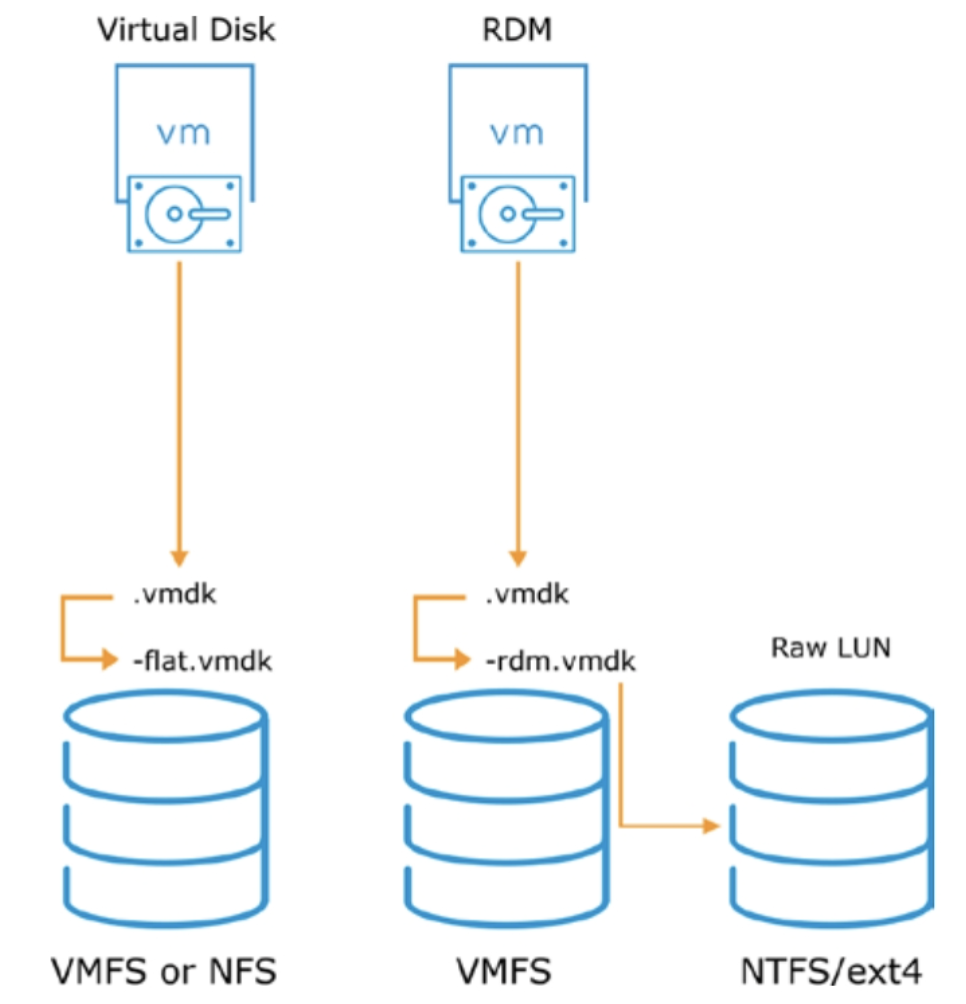 Virtual Disk
RDM
vm
vm
.vmdk
.vmdk
-flat.vmdk
-rdm.vmdk
Raw LUN
VMFS or NFS
VMFS
NTFS/ext4